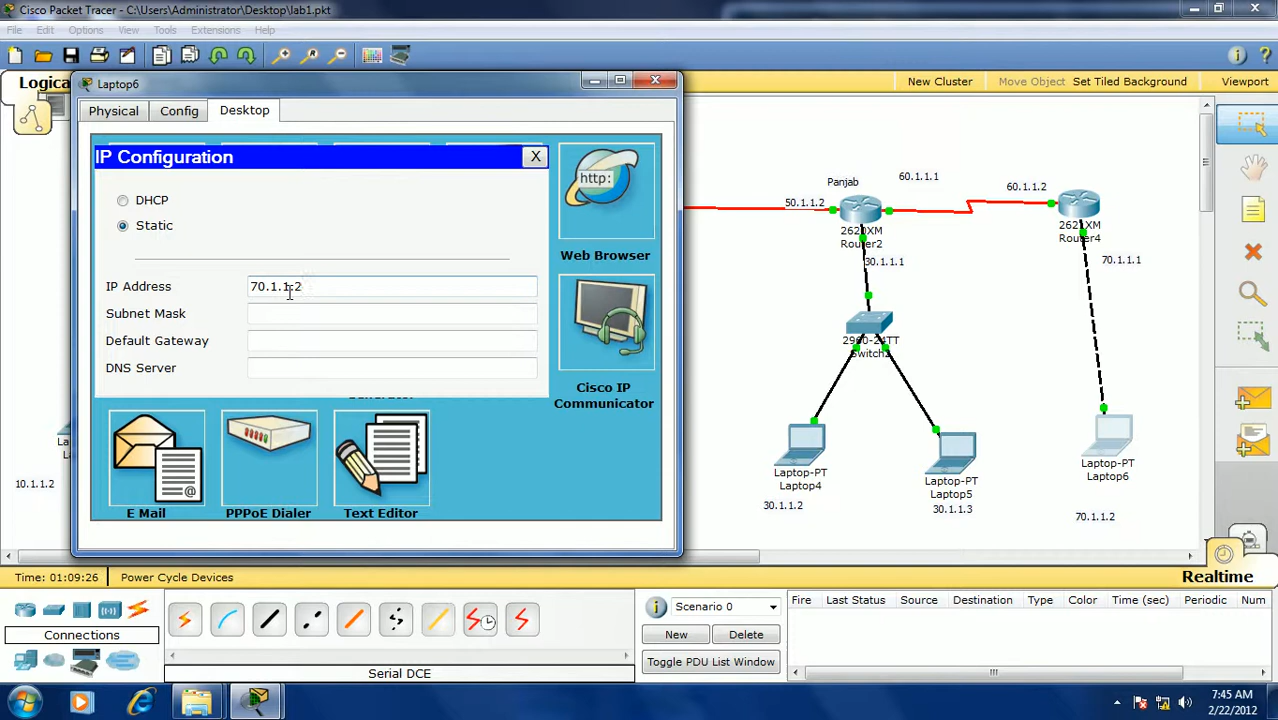 Cisco Packet Tracer - C:\Users\Administrator\Desktop\lab1.pkt
File Edit Options View Tools Extensions Help
Logical
New Cluster Move Object Set Tiled Background Viewport
Laptop6
Physical Config Desktop
IP Configuration X
DHCP
Static
IP Address 70.1.1.2
Subnet Mask
Default Gateway
DNS Server
http:
Web Browser
Cisco IP
Communicator
E Mail PPPoE Dialer Text Editor
10.1.1.2
Panjab
60.1.1.1
60.1.1.2
50.1.1.2
Router2
2621XM
Router4
30.1.1.1
70.1.1.1
2960-24TT
Laptop-PT
Laptop4
30.1.1.2
Laptop-PT
Laptop5
30.1.1.3
Laptop-PT
Laptop6
70.1.1.2
Time: 01:09:26 Power Cycle Devices
Realtime
Connections
Serial DCE
Scenario 0
New Delete
Toggle PDU List Window
Fire Last Status Source Destination Type Color Time (sec) Periodic Num
7:45 AM
2/22/2012